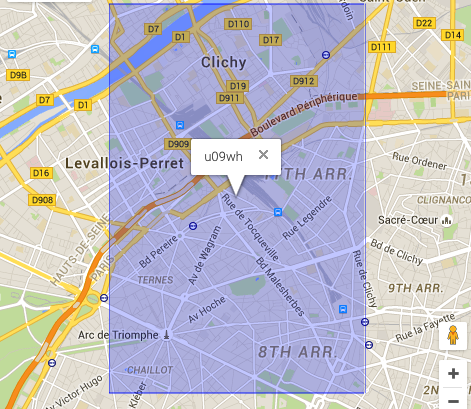 Saint-Ouen
D7
D110
D22
D1
D17
D111
D14
D9B
Clichy
D19
D912
SEINE-SAINT
PARIS
D7
D1
D911
Boulevard Périphérique
D909
u09wh
Levallois-Perret
Rue Ordener
D16
17TH ARR.
D908
Rue de Tocqueville
CLIGNANCO
Rue Legendre
Sacré-Cœur
HAUTS-DE-SEINE
PARIS
Bd Pereire
Av de Wagram
Bd de Clichy
TERNES
Bd Malesherbes
Rue de Clichy
9TH ARR.
Av Hoche
Rue la Fayette
Arc de Triomphe
8TH ARR.
CHAILLOT
Av Victor Hugo
Kléber